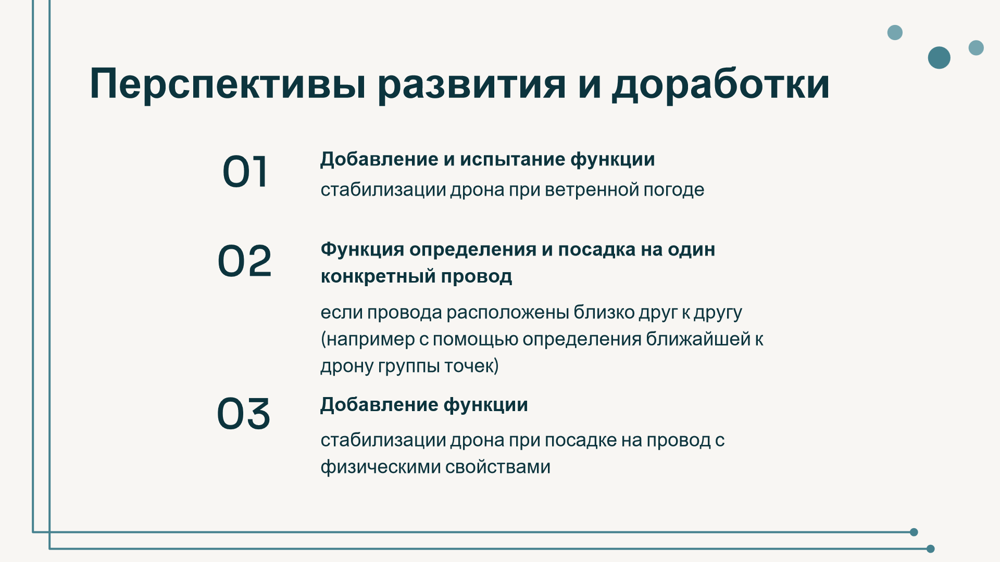 Перспективы развития и доработки
01
Добавление и испытание функции
стабилизации дрона при ветренной погоде
02
Функция определения и посадка на один
конкретный провод
если провода расположены близко друг к другу
(например с помощью определения ближайшей к
дрону группы точек)
03
Добавление функции
стабилизации дрона при посадке на провод с
физическими свойствами